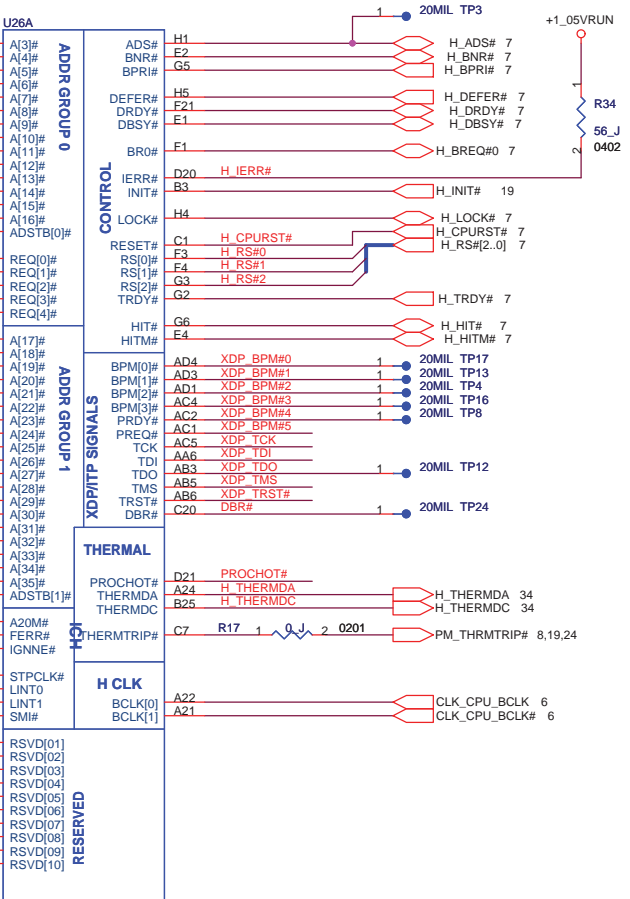 U26A
A[3]#
A[4]#
A[5]#
A[6]#
A[7]#
A[8]#
A[9]#
A[10]#
A[11]#
A[12]#
A[13]#
A[14]#
A[15]#
A[16]#
ADSTB[0]#
REQ[0]#
REQ[1]#
REQ[2]#
REQ[3]#
REQ[4]#
ADDR GROUP 0
A[17]#
A[18]#
A[19]#
A[20]#
A[21]#
A[22]#
A[23]#
A[24]#
A[25]#
A[26]#
A[27]#
A[28]#
A[29]#
A[30]#
A[31]#
A[32]#
A[33]#
A[34]#
A[35]#
ADSTB[1]#
ADDR GROUP 1
A20M#
FERR#
IGNNE#
STPCLK#
LINT0
LINT1
SMI#
ICH
RSVD[01]
RSVD[02]
RSVD[03]
RSVD[04]
RSVD[05]
RSVD[06]
RSVD[07]
RSVD[08]
RSVD[09]
RSVD[10]
RESERVED
CONTROL
ADS# H1 1 20MIL TP3
H_ADS# 7
BNR# E2 H_BNR# 7
BPRI# G5 H_BPRI# 7
DEFER# H5 H_DEFER# 7
DRDY# F21 H_DRDY# 7
DBSY# E1 H_DBSY# 7
BR0# F1 H_BREQ#0 7
IERR# D20 H_IERR#
INIT# B3 H_INIT# 19
LOCK# H4 H_LOCK# 7
RESET# C1 H_CPURST# H_CPURST# 7
RS[0]# F3 H_RS#0 H_RS#[2..0] 7
RS[1]# F4 H_RS#1
RS[2]# G3 H_RS#2
TRDY# G2 H_TRDY# 7
HIT# G6 H_HIT# 7
HITM# E4 H_HITM# 7
+1_05VRUN
1
R34
56_J
2 0402
XDP/ITP SIGNALS
BPM[0]# AD4 XDP_BPM#0 1 20MIL TP17
BPM[1]# AD3 XDP_BPM#1 1 20MIL TP13
BPM[2]# AD1 XDP_BPM#2 1 20MIL TP4
BPM[3]# AC4 XDP_BPM#3 1 20MIL TP16
PRDY# AC2 XDP_BPM#4 1 20MIL TP8
PREQ# AC1 XDP_BPM#5
TCK AC5 XDP_TCK
TDI AA6 XDP_TDI
TDO AB3 XDP_TDO 1 20MIL TP12
TMS AB5 XDP_TMS
TRST# AB6 XDP_TRST#
DBR# C20 DBR# 1 20MIL TP24
THERMAL
PROCHOT# D21 PROCHOT#
THERMDA A24 H_THERMDA H_THERMDA 34
THERMDC B25 H_THERMDC H_THERMDC 34
THERMTRIP# C7 R17 1 0_J 2 0201 PM_THRMTRIP# 8,19,24
H CLK
BCLK[0] A22 CLK_CPU_BCLK 6
BCLK[1] A21 CLK_CPU_BCLK# 6